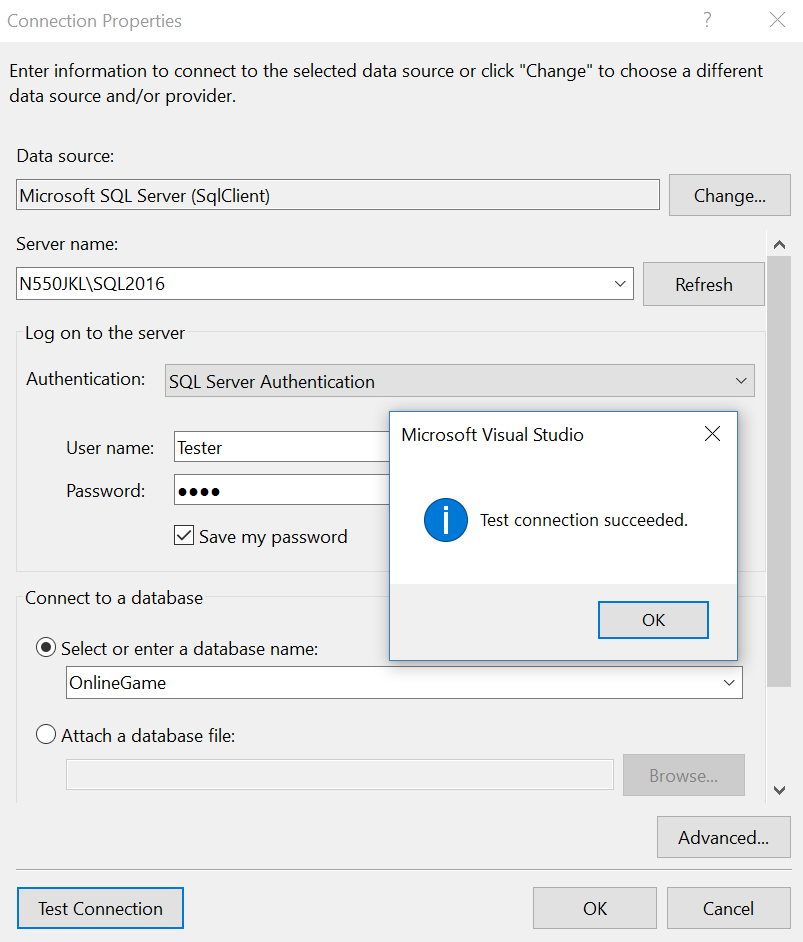 Connection Properties
?
Enter information to connect to the selected data source or click "Change" to choose a different
data source and/or provider.
Data source:
Microsoft SQL Server (SqlClient)
Change...
Server name:
N550JKL\SQL2016
Refresh
Log on to the server
Authentication:
SQL Server Authentication
User name:
Tester
Password:
●●●●
Save my password
Microsoft Visual Studio
i
Test connection succeeded.
OK
Connect to a database
Select or enter a database name:
OnlineGame
Attach a database file:
Browse...
Advanced...
Test Connection
OK
Cancel